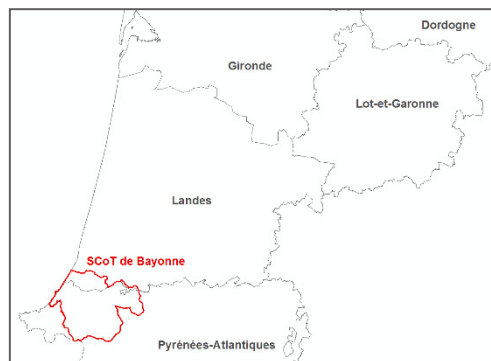 Dordogne
Gironde
Lot-et-Garonne
Landes
SCoT de Bayonne
Pyrénées-Atlantiques